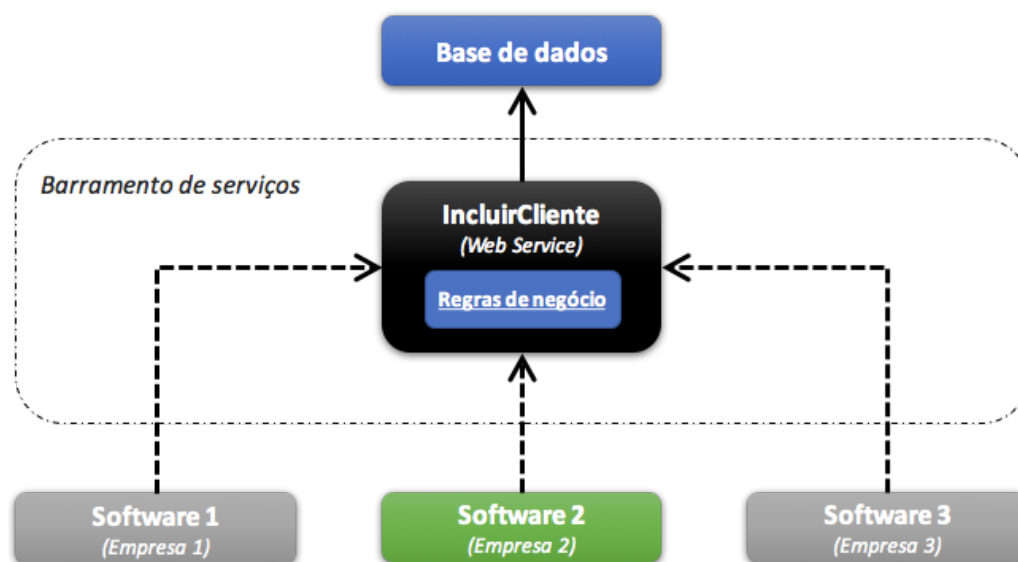 Base de dados
Barramento de serviços
IncluirCliente
(Web Service)
Regras de negócio
Software 1
(Empresa 1)
Software 2
(Empresa 2)
Software 3
(Empresa 3)